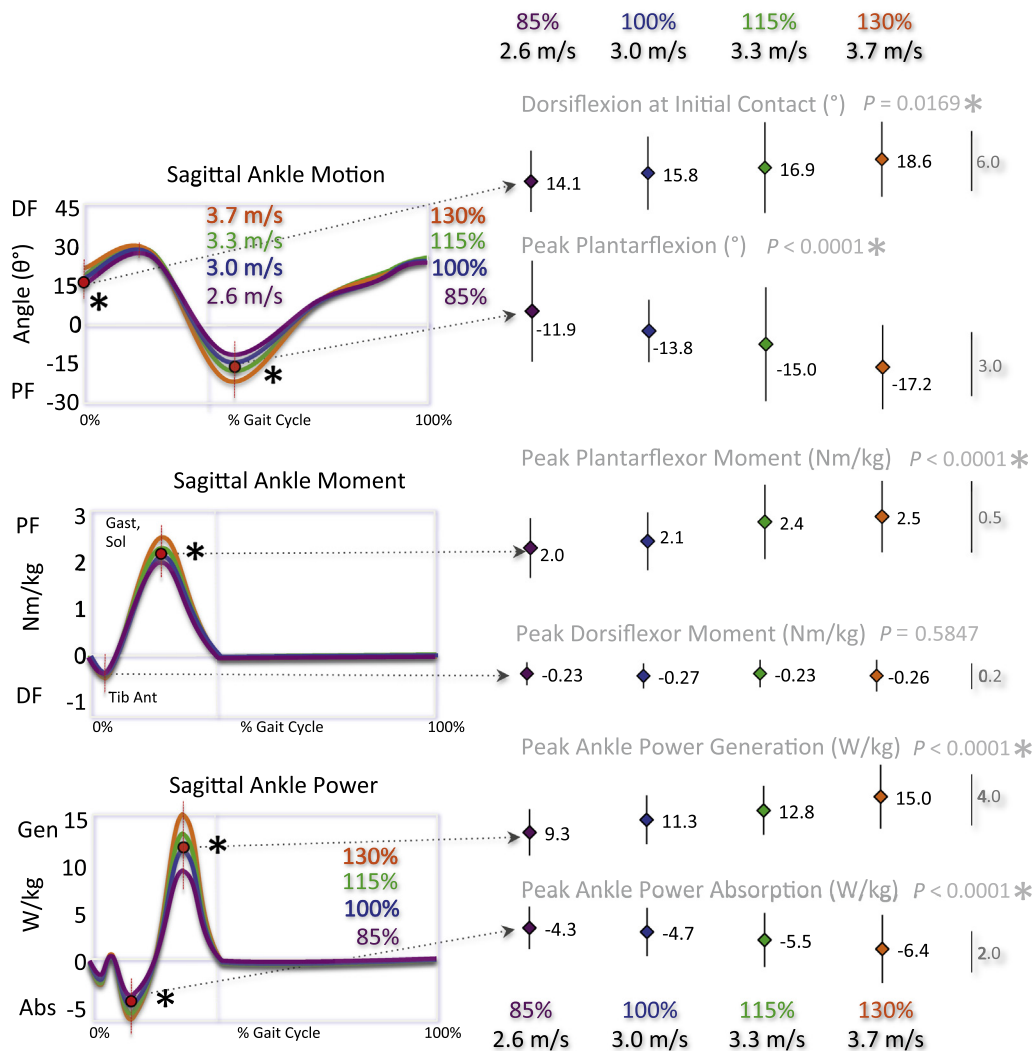 85% 100% 115% 130%
2.6 m/s 3.0 m/s 3.3 m/s 3.7 m/s
Dorsiflexion at Initial Contact (°) P = 0.0169 *
14.1 15.8 16.9 18.6 6.0
Peak Plantarflexion (°) P < 0.0001 *
-11.9 -13.8 -15.0 -17.2 3.0
Peak Plantarflexor Moment (Nm/kg) P < 0.0001 *
2.0 2.1 2.4 2.5 0.5
Peak Dorsiflexor Moment (Nm/kg) P = 0.5847
-0.23 -0.27 -0.23 -0.26 0.2
Peak Ankle Power Generation (W/kg) P < 0.0001 *
9.3 11.3 12.8 15.0 4.0
Peak Ankle Power Absorption (W/kg) P < 0.0001 *
-4.3 -4.7 -5.5 -6.4 2.0
85% 100% 115% 130%
2.6 m/s 3.0 m/s 3.3 m/s 3.7 m/s
Sagittal Ankle Motion
DF
Angle (θ°)
PF
45
30
15
0
-15
-30
3.7 m/s 130%
3.3 m/s 115%
3.0 m/s 100%
2.6 m/s 85%
*
*
0% % Gait Cycle 100%
Sagittal Ankle Moment
PF
Nm/kg
DF
3
2
1
0
-1
Gast,
Sol
*
Tib Ant
0% % Gait Cycle 100%
Sagittal Ankle Power
Gen
W/kg
Abs
15
10
5
0
-5
*
130%
115%
100%
85%
*
0% % Gait Cycle 100%